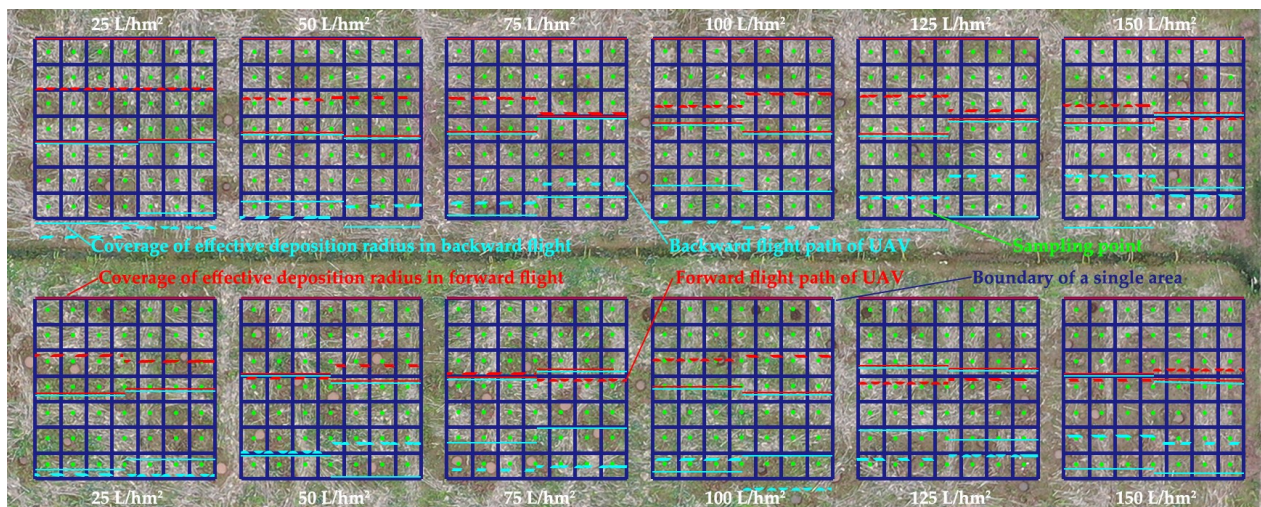 25 L/hm² 50 L/hm² 75 L/hm² 100 L/hm² 125 L/hm² 150 L/hm²
Coverage of effective deposition radius in backward flight Backward flight path of UAV Sampling point
Coverage of effective deposition radius in forward flight Forward flight path of UAV Boundary of a single area
25 L/hm² 50 L/hm² 75 L/hm² 100 L/hm² 125 L/hm² 150 L/hm²